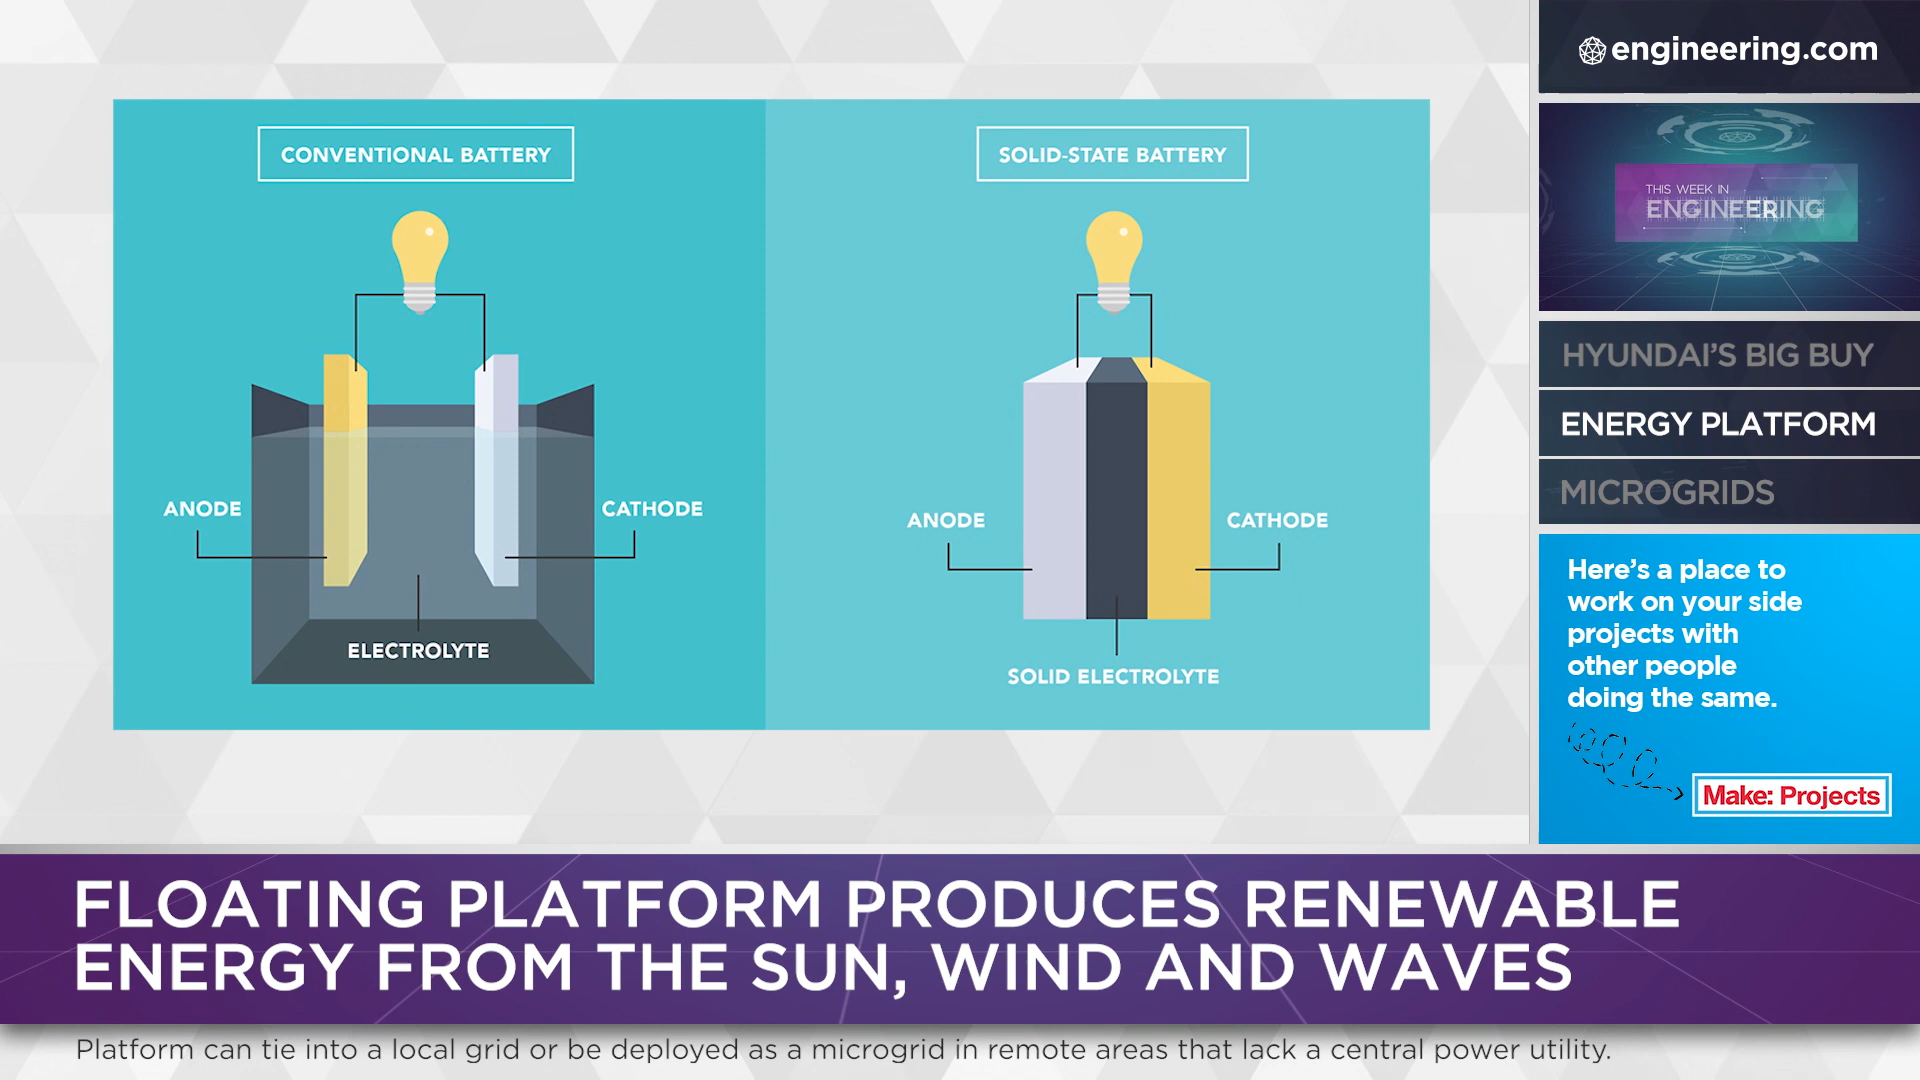 CONVENTIONAL BATTERY
ANODE
CATHODE
ELECTROLYTE
SOLID-STATE BATTERY
ANODE
CATHODE
SOLID ELECTROLYTE
engineering.com
THIS WEEK IN
ENGINEERING
HYUNDAI'S BIG BUY
ENERGY PLATFORM
MICROGRIDS
Here's a place to
work on your side
projects with
other people
doing the same.
Make: Projects
FLOATING PLATFORM PRODUCES RENEWABLE
ENERGY FROM THE SUN, WIND AND WAVES
Platform can tie into a local grid or be deployed as a microgrid in remote areas that lack a central power utility.